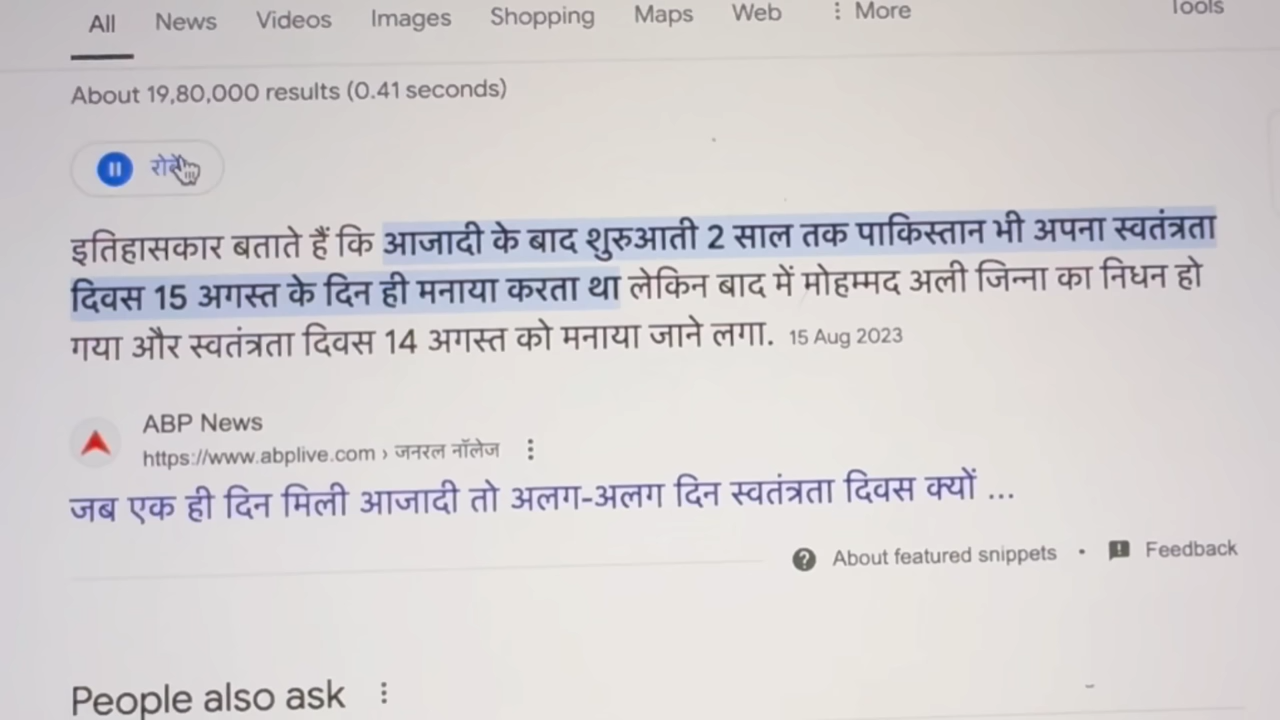 All News Videos Images Shopping Maps Web More Tools
About 19,80,000 results (0.41 seconds)
इतिहासकार बताते हैं कि आजादी के बाद शुरुआती 2 साल तक पाकिस्तान भी अपना स्वतंत्रता
दिवस 15 अगस्त के दिन ही मनाया करता था लेकिन बाद में मोहम्मद अली जिन्ना का निधन हो
गया और स्वतंत्रता दिवस 14 अगस्त को मनाया जाने लगा. 15 Aug 2023
ABP News
https://www.abplive.com › जनरल नॉलेज
जब एक ही दिन मिली आजादी तो अलग-अलग दिन स्वतंत्रता दिवस क्यों ...
About featured snippets • Feedback
People also ask